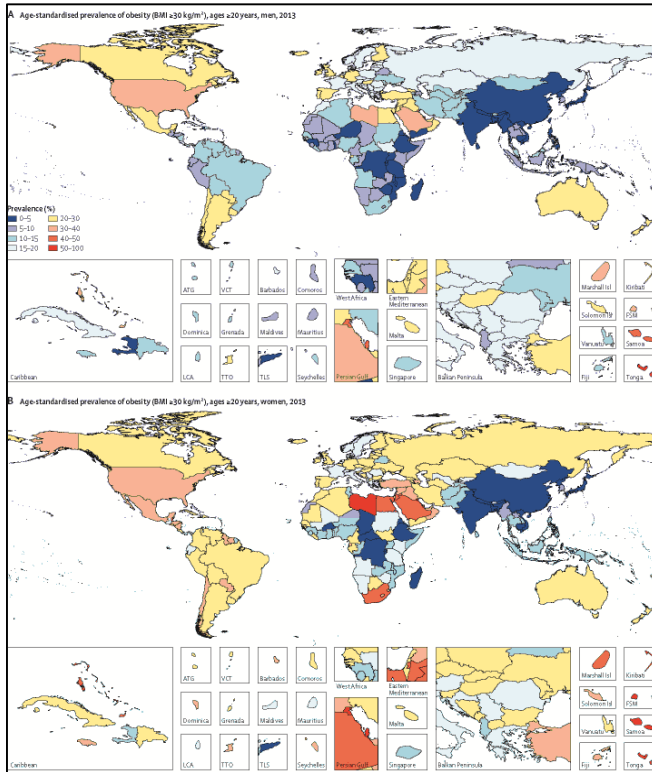 A Age-standardised prevalence of obesity (BMI ≥30 kg/m²), ages ≥20 years, men, 2013
Prevalence (%)
0–5 20–30
5–10 30–40
10–15 40–50
15–20 50–100
Caribbean
ATG VCT Barbados Comoros
Dominica Grenada Maldives Mauritius
LCA TTO TLS Seychelles
West Africa Eastern Mediterranean
Persian Gulf Malta
Singapore
Balkan Peninsula
Marshall Isl Kiribati
Solomon Isl FSM
Vanuatu Samoa
Fiji Tonga
B Age-standardised prevalence of obesity (BMI ≥30 kg/m²), ages ≥20 years, women, 2013
Caribbean
ATG VCT Barbados Comoros
Dominica Grenada Maldives Mauritius
LCA TTO TLS Seychelles
West Africa Eastern Mediterranean
Persian Gulf Malta
Singapore
Balkan Peninsula
Marshall Isl Kiribati
Solomon Isl FSM
Vanuatu Samoa
Fiji Tonga